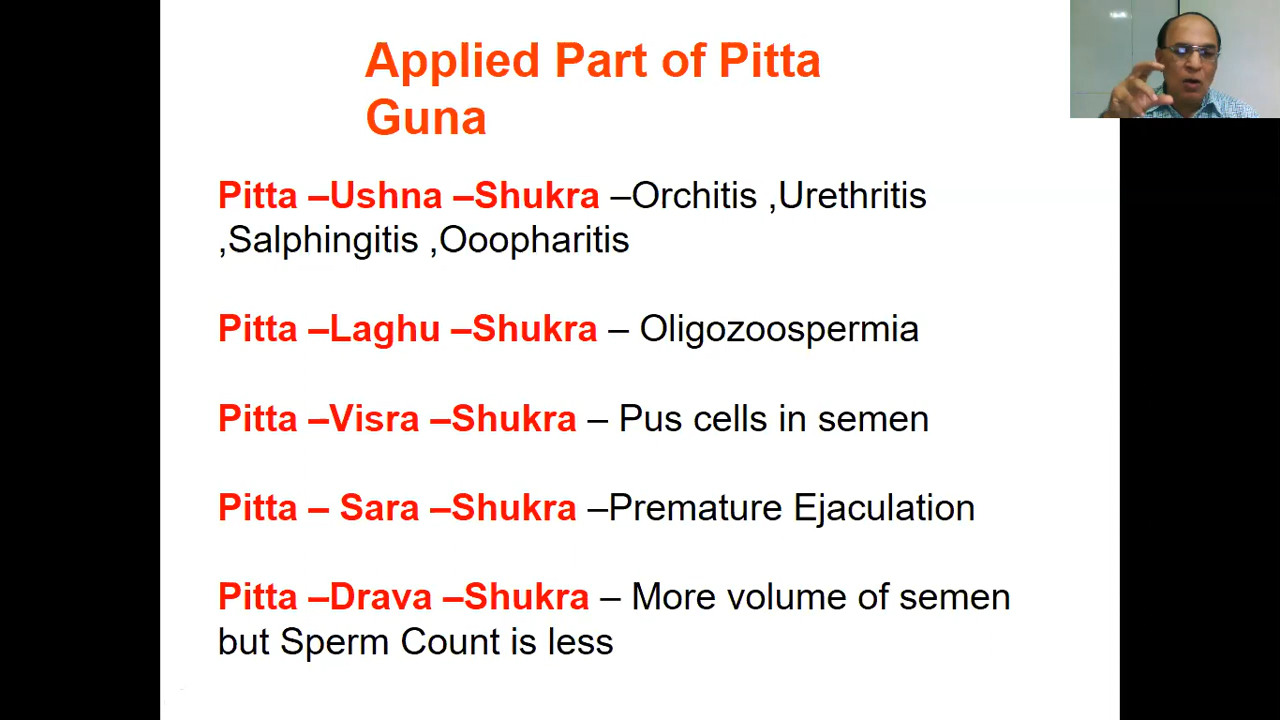 Applied Part of Pitta
Guna
Pitta –Ushna –Shukra –Orchitis ,Urethritis
,Salphingitis ,Ooopharitis
Pitta –Laghu –Shukra – Oligozoospermia
Pitta –Visra –Shukra – Pus cells in semen
Pitta – Sara –Shukra –Premature Ejaculation
Pitta –Drava –Shukra – More volume of semen
but Sperm Count is less